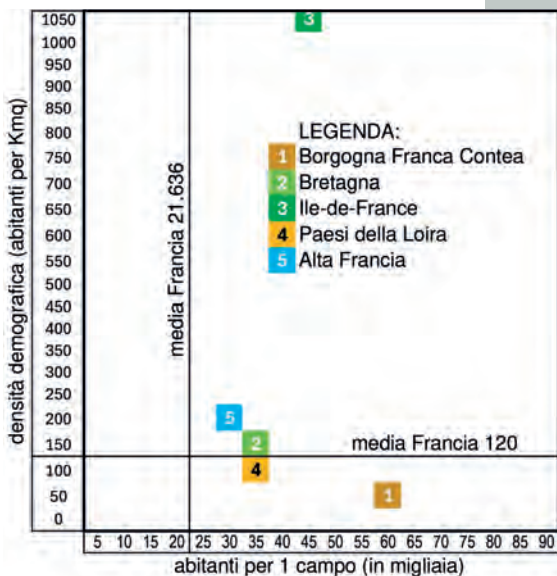 densità demografica (abitanti per Kmq)
1050
1000
950
900
850
800
750
700
650
600
550
500
450
400
350
300
250
200
150
100
50
0
3
media Francia 21.636
LEGENDA:
1 Borgogna Franca Contea
2 Bretagna
3 Ile-de-France
4 Paesi della Loira
5 Alta Francia
5
2
media Francia 120
4
1
5 10 15 20 25 30 35 40 45 50 55 60 65 70 75 80 85 90
abitanti per 1 campo (in migliaia)